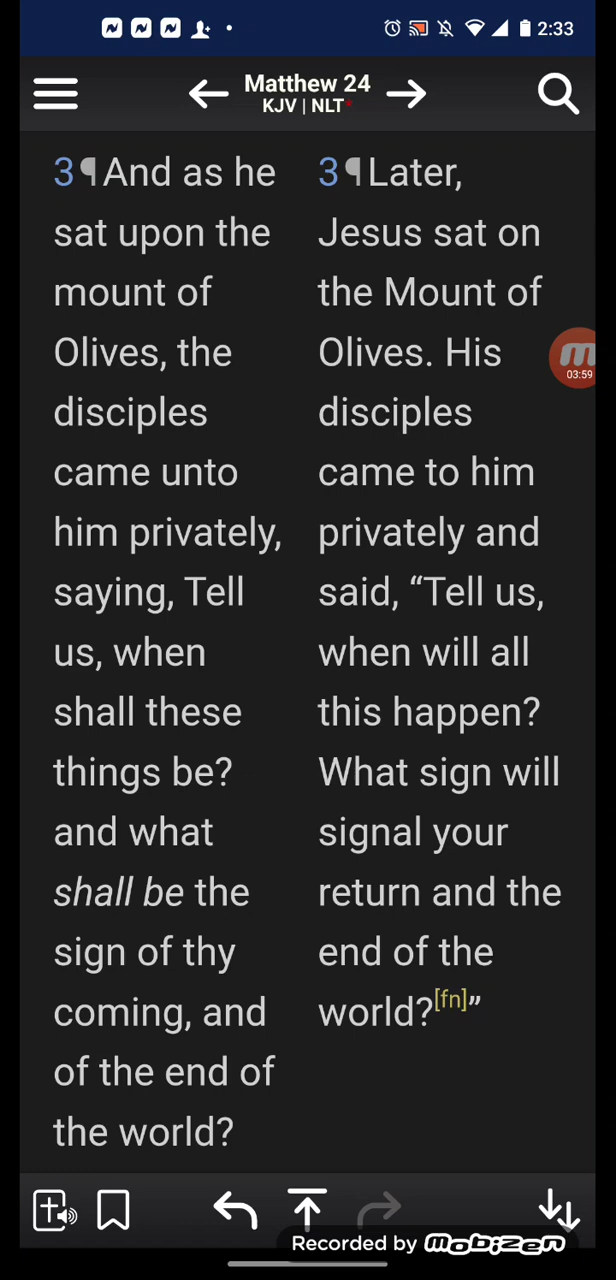 2:33
Matthew 24
KJV | NLT*
3 ¶ And as he
sat upon the
mount of
Olives, the
disciples
came unto
him privately,
saying, Tell
us, when
shall these
things be?
and what
shall be the
sign of thy
coming, and
of the end of
the world?
3 ¶ Later,
Jesus sat on
the Mount of
Olives. His
disciples
came to him
privately and
said, “Tell us,
when will all
this happen?
What sign will
signal your
return and the
end of the
world?[fn]”
m
03:59
Recorded by mobizen